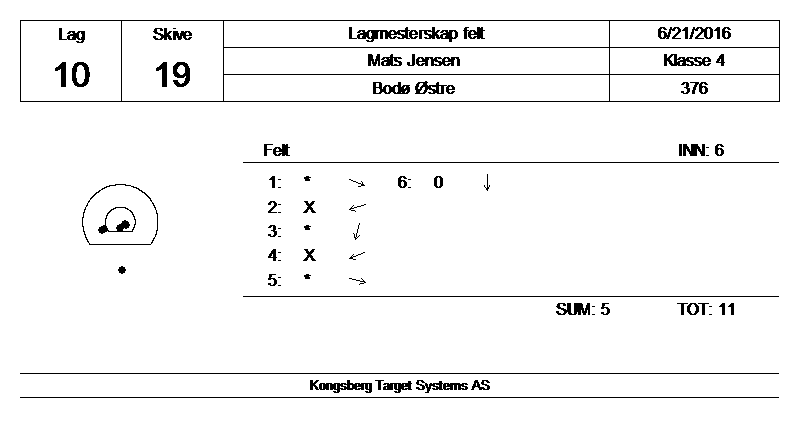 Lag Skive Lagmesterskap felt 6/21/2016
10 19 Mats Jensen Klasse 4
Bodø Østre 376
Felt INN: 6
1: * 6: 0
2: X
3: *
4: X
5: *
SUM: 5 TOT: 11
Kongsberg Target Systems AS